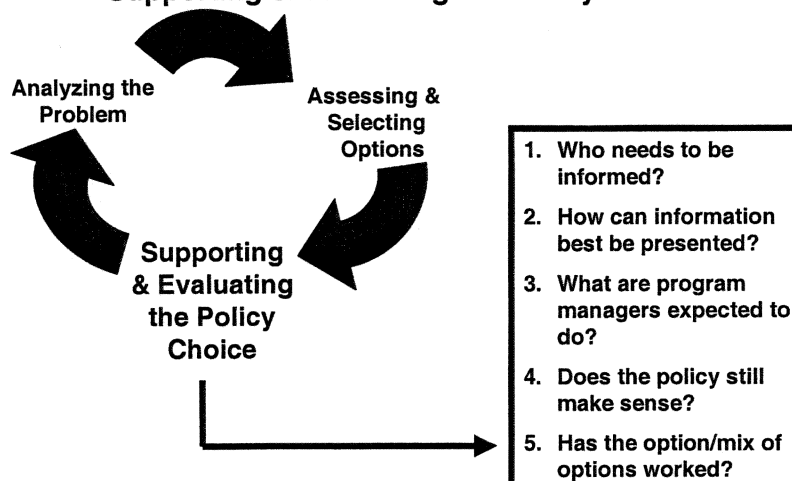 Analyzing the
Problem
Assessing &
Selecting
Options
Supporting
& Evaluating
the Policy
Choice
1. Who needs to be
informed?
2. How can information
best be presented?
3. What are program
managers expected to
do?
4. Does the policy still
make sense?
5. Has the option/mix of
options worked?